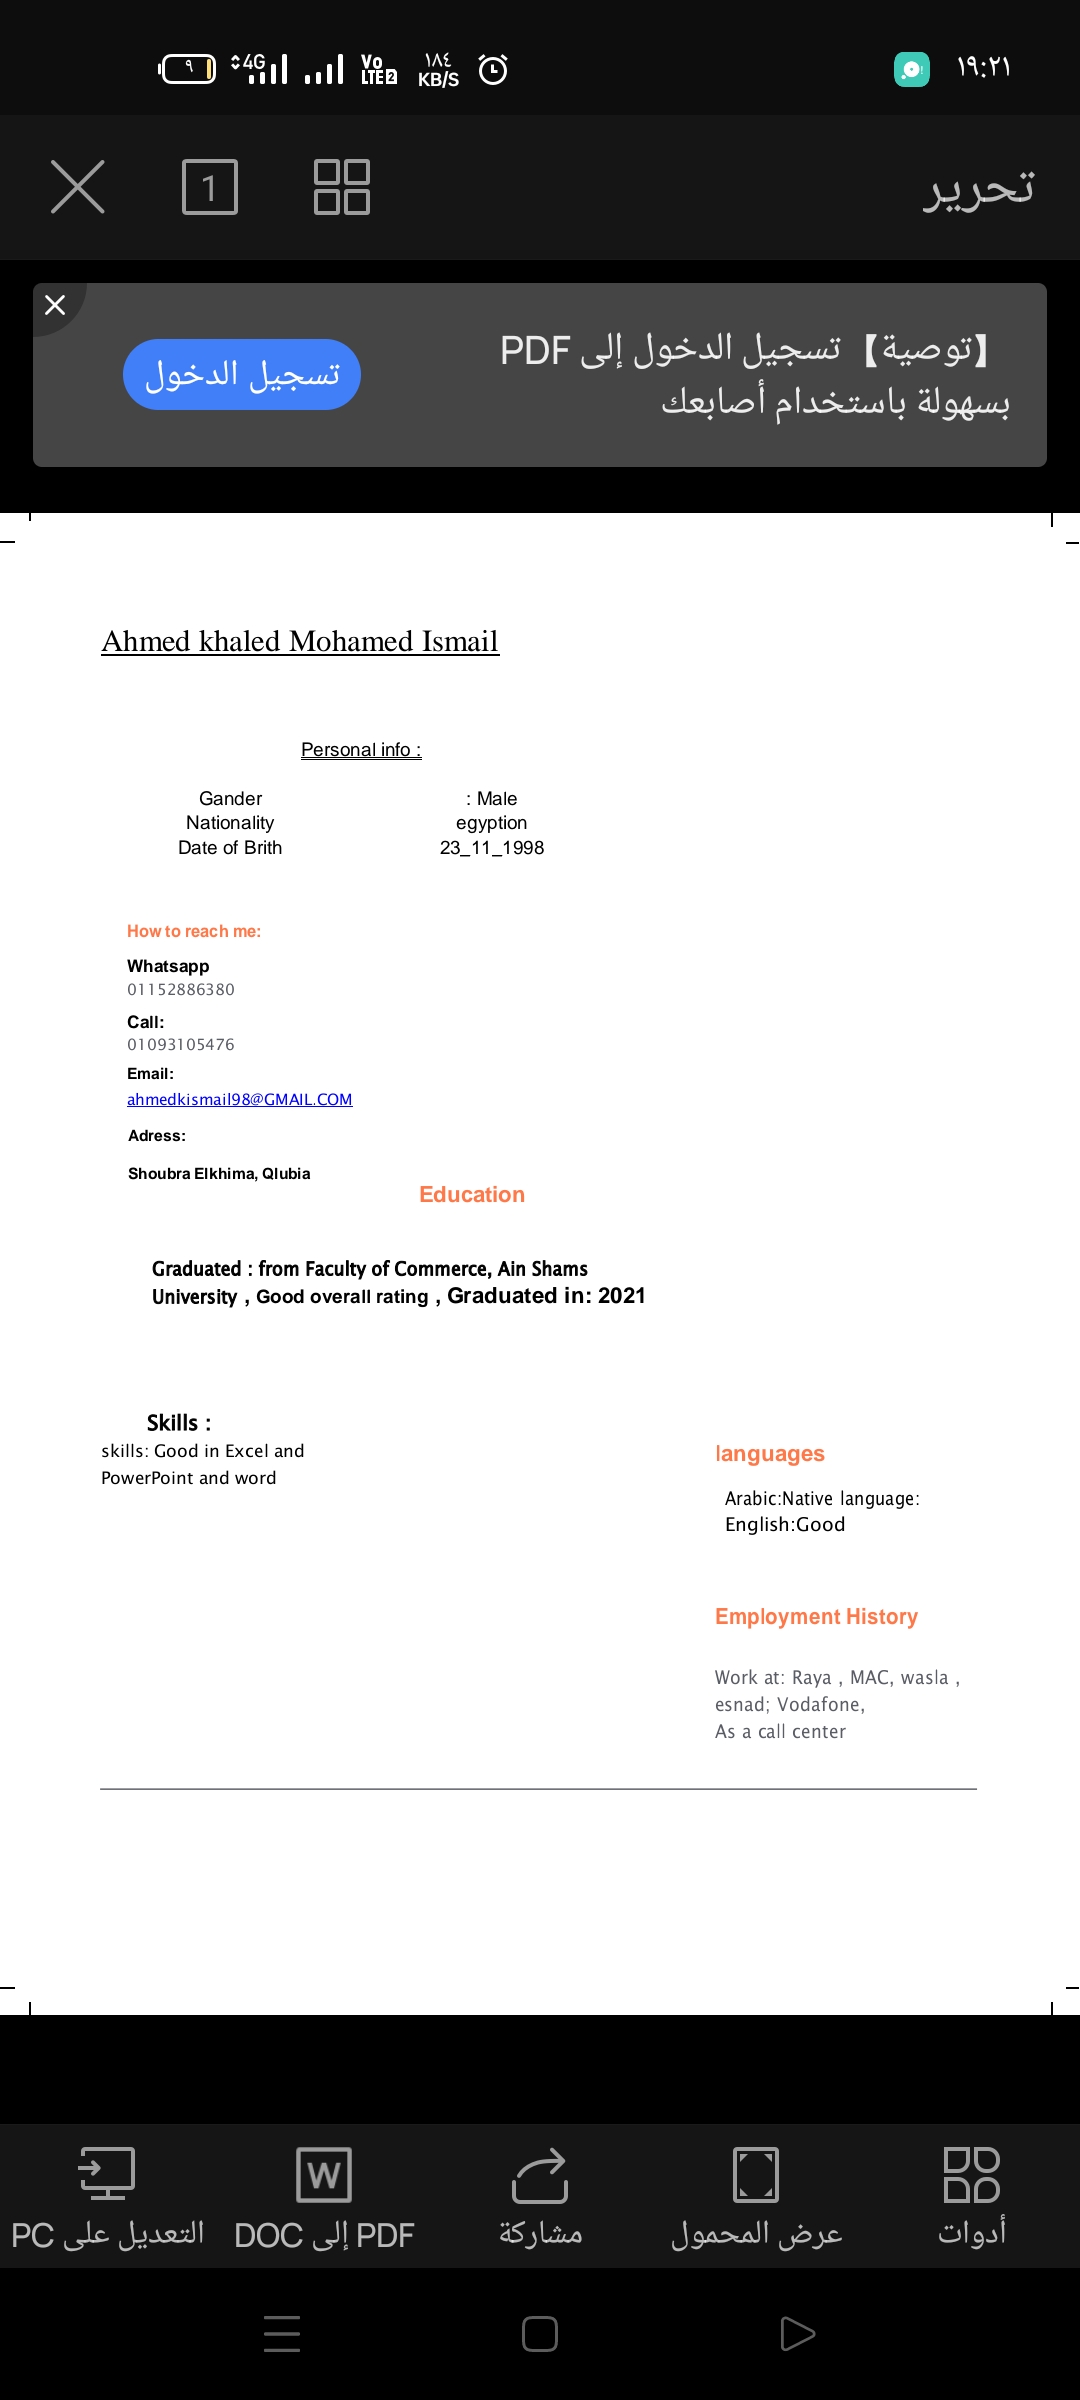 ٩ 4G Vo LTE 2 ١٨٤ KB/S ١٩:٢١
1 تحرير
【توصية】 تسجيل الدخول إلى PDF
بسهولة باستخدام أصابعك
تسجيل الدخول
Ahmed khaled Mohamed Ismail
Personal info :
Gander : Male
Nationality egyption
Date of Brith 23_11_1998
How to reach me:
Whatsapp
01152886380
Call:
01093105476
Email:
ahmedkismail98@GMAIL.COM
Adress:
Shoubra Elkhima, Qlubia
Education
Graduated : from Faculty of Commerce, Ain Shams
University , Good overall rating , Graduated in: 2021
Skills :
skills: Good in Excel and
PowerPoint and word
languages
Arabic:Native language:
English:Good
Employment History
Work at: Raya , MAC, wasla ,
esnad; Vodafone,
As a call center
W
أدوات
عرض المحمول
مشاركة
PDF إلى DOC
التعديل على PC